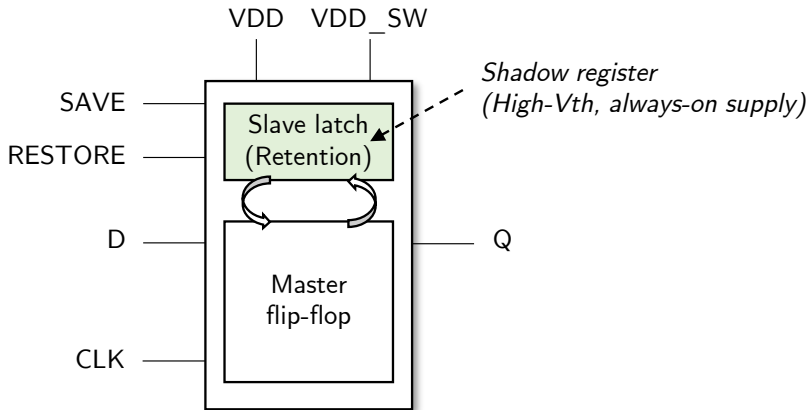 VDD VDD_SW
SAVE
RESTORE
D
CLK
Slave latch
(Retention)
Master
flip-flop
Q
Shadow register
(High-Vth, always-on supply)